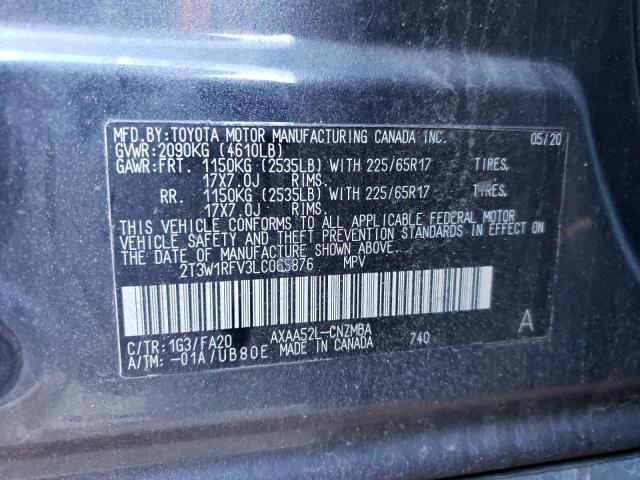 MFD.BY:TOYOTA MOTOR MANUFACTURING CANADA INC. 05/20
GVWR:2090KG (4610LB)
GAWR:FRT. 1150KG (2535LB) WITH 225/65R17 TIRES,
17X7.0J RIMS.
RR. 1150KG (2535LB) WITH 225/65R17 TIRES,
17X7.0J RIMS.
THIS VEHICLE CONFORMS TO ALL APPLICABLE FEDERAL MOTOR
VEHICLE SAFETY AND THEFT PREVENTION STANDARDS IN EFFECT ON
THE DATE OF MANUFACTURE SHOWN ABOVE.
2T3W1RFV3LC065876 MPV
C/TR:1G3/FA20 AXAA52L-CNZMBA 740 A
A/TM:-01A/UB80E MADE IN CANADA